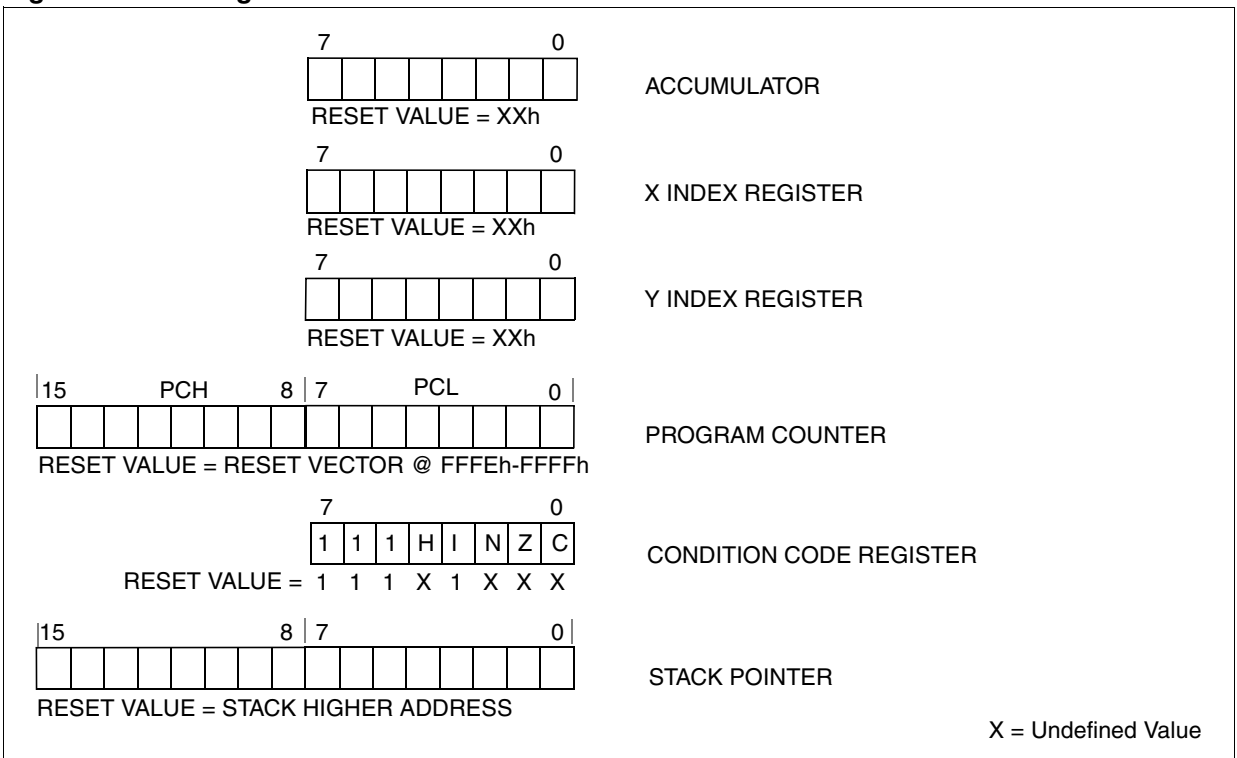 7 0
ACCUMULATOR
RESET VALUE = XXh
7 0
X INDEX REGISTER
RESET VALUE = XXh
7 0
Y INDEX REGISTER
RESET VALUE = XXh
15 PCH 8 7 PCL 0
PROGRAM COUNTER
RESET VALUE = RESET VECTOR @ FFFEh-FFFFh
7 0
1 1 1 H I N Z C
CONDITION CODE REGISTER
RESET VALUE = 1 1 1 X 1 X X X
15 8 7 0
STACK POINTER
RESET VALUE = STACK HIGHER ADDRESS
X = Undefined Value